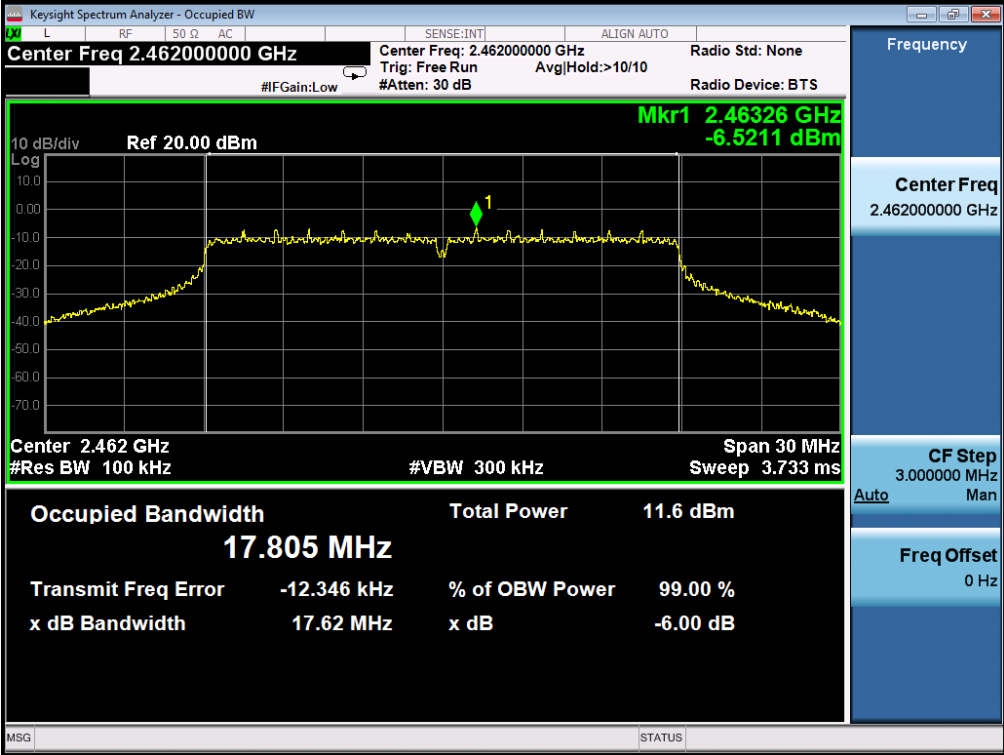 Keysight Spectrum Analyzer - Occupied BW
LXI L RF 50 Ω AC SENSE:INT ALIGN AUTO
Center Freq 2.462000000 GHz
Center Freq: 2.462000000 GHz Radio Std: None
Trig: Free Run Avg|Hold:>10/10
#IFGain:Low #Atten: 30 dB Radio Device: BTS
Mkr1 2.46326 GHz
-6.5211 dBm
10 dB/div Ref 20.00 dBm
Log
10.0
0.00
-10.0
-20.0
-30.0
-40.0
-50.0
-60.0
-70.0
1
Center 2.462 GHz Span 30 MHz
#Res BW 100 kHz #VBW 300 kHz Sweep 3.733 ms
Occupied Bandwidth Total Power 11.6 dBm
17.805 MHz
Transmit Freq Error -12.346 kHz % of OBW Power 99.00 %
x dB Bandwidth 17.62 MHz x dB -6.00 dB
Frequency
Center Freq
2.462000000 GHz
CF Step
3.000000 MHz
Auto Man
Freq Offset
0 Hz
MSG STATUS